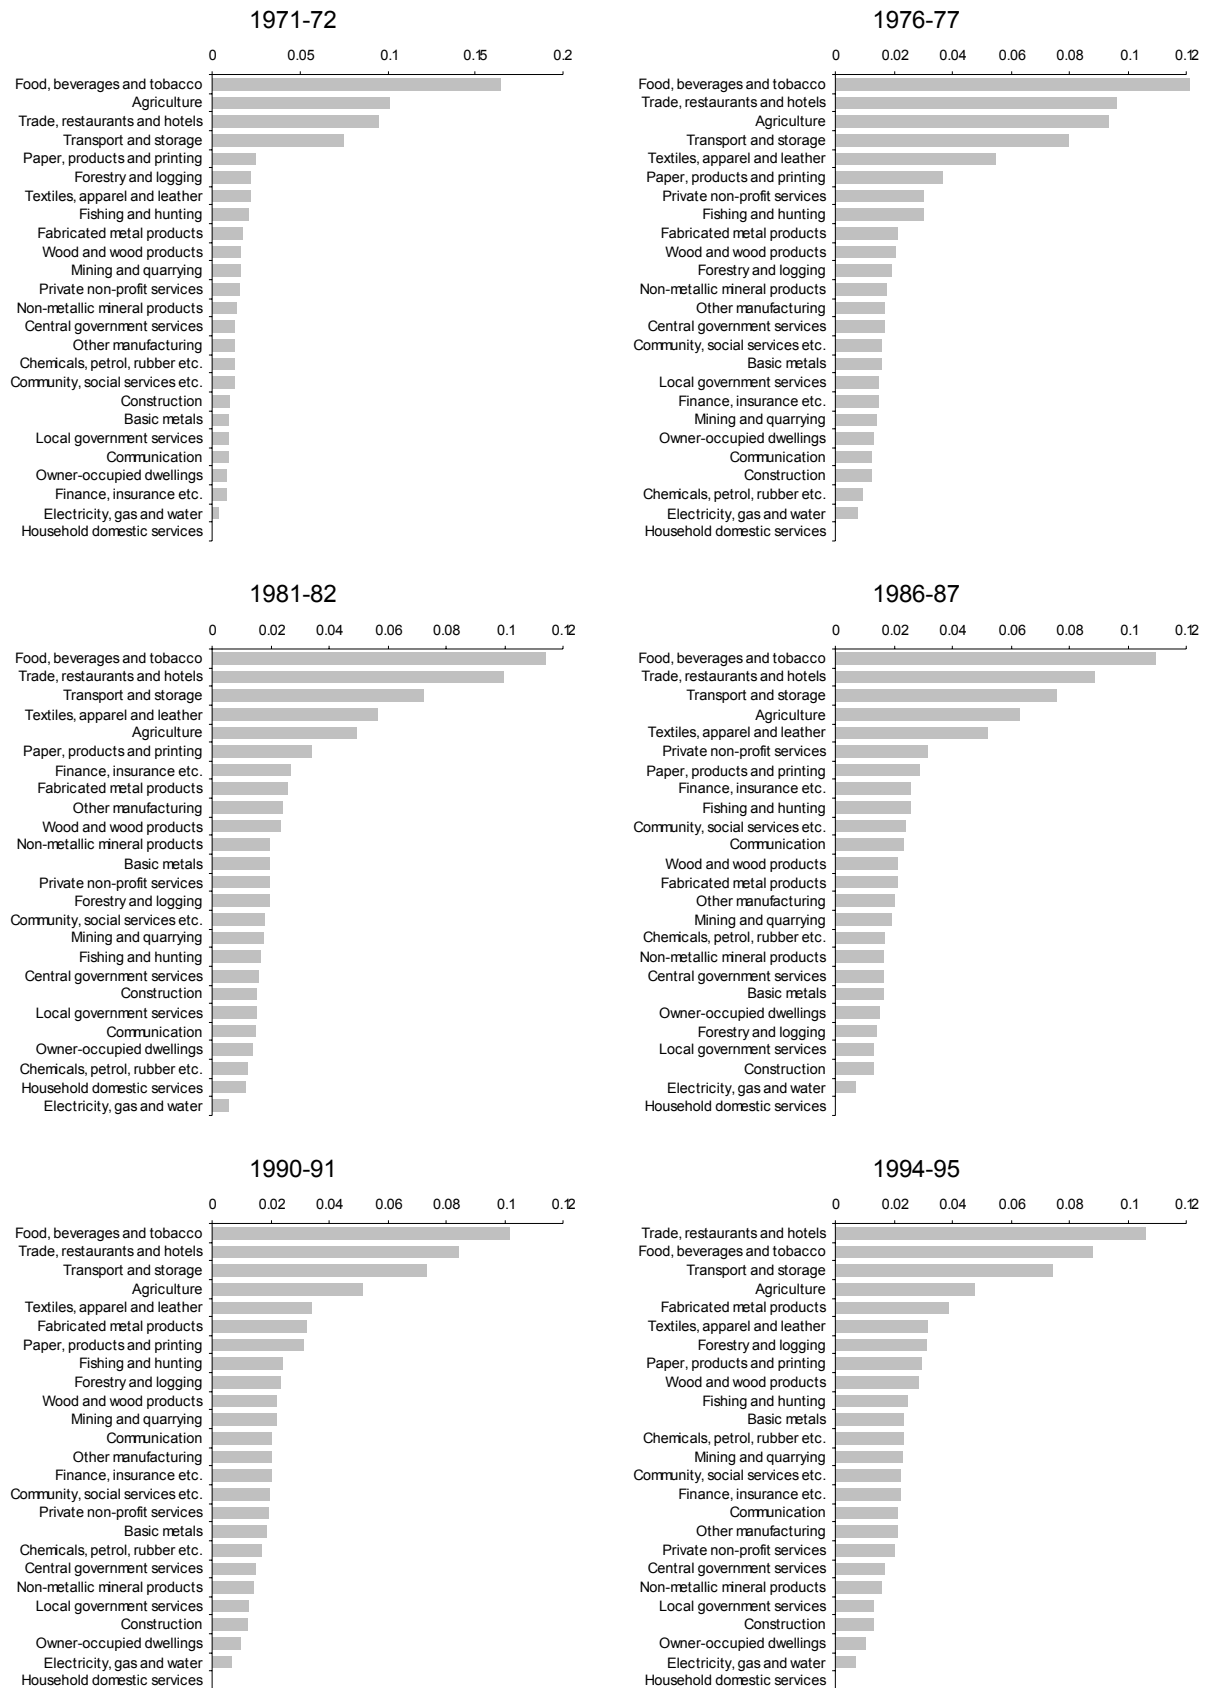 1971-72
0 0.05 0.1 0.15 0.2
Food, beverages and tobacco
Agriculture
Trade, restaurants and hotels
Transport and storage
Paper, products and printing
Forestry and logging
Textiles, apparel and leather
Fishing and hunting
Fabricated metal products
Wood and wood products
Mining and quarrying
Private non-profit services
Non-metallic mineral products
Central government services
Other manufacturing
Chemicals, petrol, rubber etc.
Community, social services etc.
Construction
Basic metals
Local government services
Communication
Owner-occupied dwellings
Finance, insurance etc.
Electricity, gas and water
Household domestic services
1976-77
0 0.02 0.04 0.06 0.08 0.1 0.12
Food, beverages and tobacco
Trade, restaurants and hotels
Agriculture
Transport and storage
Textiles, apparel and leather
Paper, products and printing
Private non-profit services
Fishing and hunting
Fabricated metal products
Wood and wood products
Forestry and logging
Non-metallic mineral products
Other manufacturing
Central government services
Community, social services etc.
Basic metals
Local government services
Finance, insurance etc.
Mining and quarrying
Owner-occupied dwellings
Communication
Construction
Chemicals, petrol, rubber etc.
Electricity, gas and water
Household domestic services
1981-82
0 0.02 0.04 0.06 0.08 0.1 0.12
Food, beverages and tobacco
Trade, restaurants and hotels
Transport and storage
Textiles, apparel and leather
Agriculture
Paper, products and printing
Finance, insurance etc.
Fabricated metal products
Other manufacturing
Wood and wood products
Non-metallic mineral products
Basic metals
Private non-profit services
Forestry and logging
Community, social services etc.
Mining and quarrying
Fishing and hunting
Central government services
Construction
Local government services
Communication
Owner-occupied dwellings
Chemicals, petrol, rubber etc.
Household domestic services
Electricity, gas and water
1986-87
0 0.02 0.04 0.06 0.08 0.1 0.12
Food, beverages and tobacco
Trade, restaurants and hotels
Transport and storage
Agriculture
Textiles, apparel and leather
Private non-profit services
Paper, products and printing
Finance, insurance etc.
Fishing and hunting
Community, social services etc.
Communication
Wood and wood products
Fabricated metal products
Other manufacturing
Mining and quarrying
Chemicals, petrol, rubber etc.
Non-metallic mineral products
Central government services
Basic metals
Owner-occupied dwellings
Forestry and logging
Local government services
Construction
Electricity, gas and water
Household domestic services
1990-91
0 0.02 0.04 0.06 0.08 0.1 0.12
Food, beverages and tobacco
Trade, restaurants and hotels
Transport and storage
Agriculture
Textiles, apparel and leather
Fabricated metal products
Paper, products and printing
Fishing and hunting
Forestry and logging
Wood and wood products
Mining and quarrying
Communication
Other manufacturing
Finance, insurance etc.
Community, social services etc.
Private non-profit services
Basic metals
Chemicals, petrol, rubber etc.
Central government services
Non-metallic mineral products
Local government services
Construction
Owner-occupied dwellings
Electricity, gas and water
Household domestic services
1994-95
0 0.02 0.04 0.06 0.08 0.1 0.12
Trade, restaurants and hotels
Food, beverages and tobacco
Transport and storage
Agriculture
Fabricated metal products
Textiles, apparel and leather
Forestry and logging
Paper, products and printing
Wood and wood products
Fishing and hunting
Basic metals
Chemicals, petrol, rubber etc.
Mining and quarrying
Community, social services etc.
Finance, insurance etc.
Communication
Other manufacturing
Private non-profit services
Central government services
Non-metallic mineral products
Local government services
Construction
Owner-occupied dwellings
Electricity, gas and water
Household domestic services